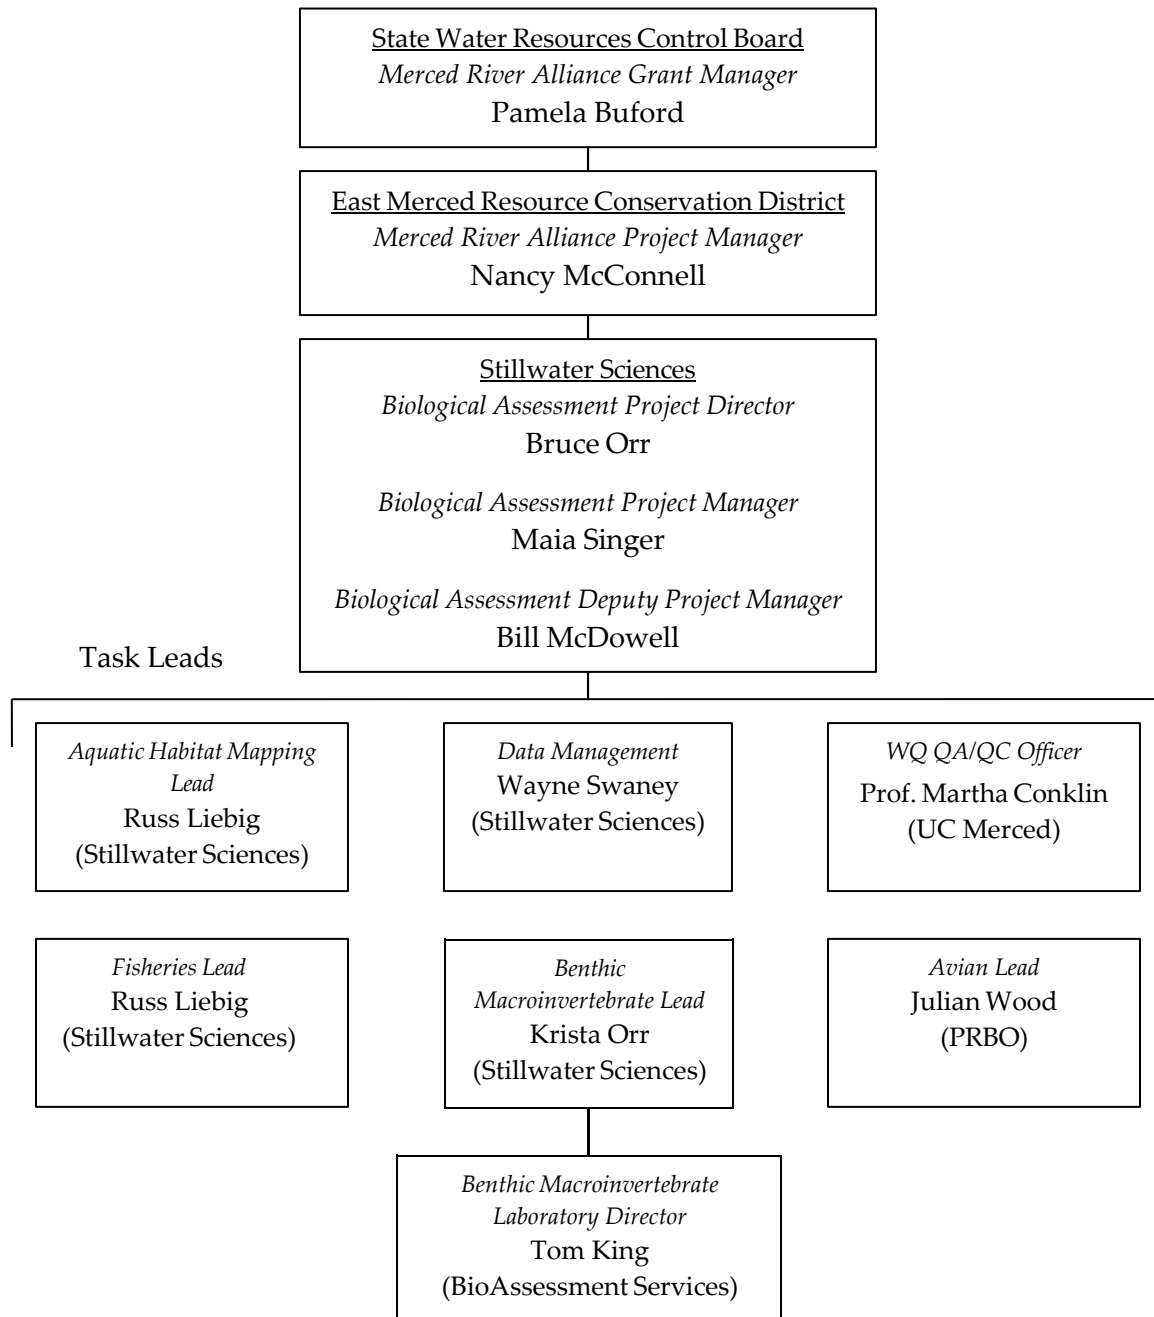 State Water Resources Control Board
Merced River Alliance Grant Manager
Pamela Buford
East Merced Resource Conservation District
Merced River Alliance Project Manager
Nancy McConnell
Stillwater Sciences
Biological Assessment Project Director
Bruce Orr
Biological Assessment Project Manager
Maia Singer
Biological Assessment Deputy Project Manager
Bill McDowell
Task Leads
Aquatic Habitat Mapping
Lead
Russ Liebig
(Stillwater Sciences)
Data Management
Wayne Swaney
(Stillwater Sciences)
WQ QA/QC Officer
Prof. Martha Conklin
(UC Merced)
Fisheries Lead
Russ Liebig
(Stillwater Sciences)
Benthic
Macroinvertebrate Lead
Krista Orr
(Stillwater Sciences)
Avian Lead
Julian Wood
(PRBO)
Benthic Macroinvertebrate
Laboratory Director
Tom King
(BioAssessment Services)